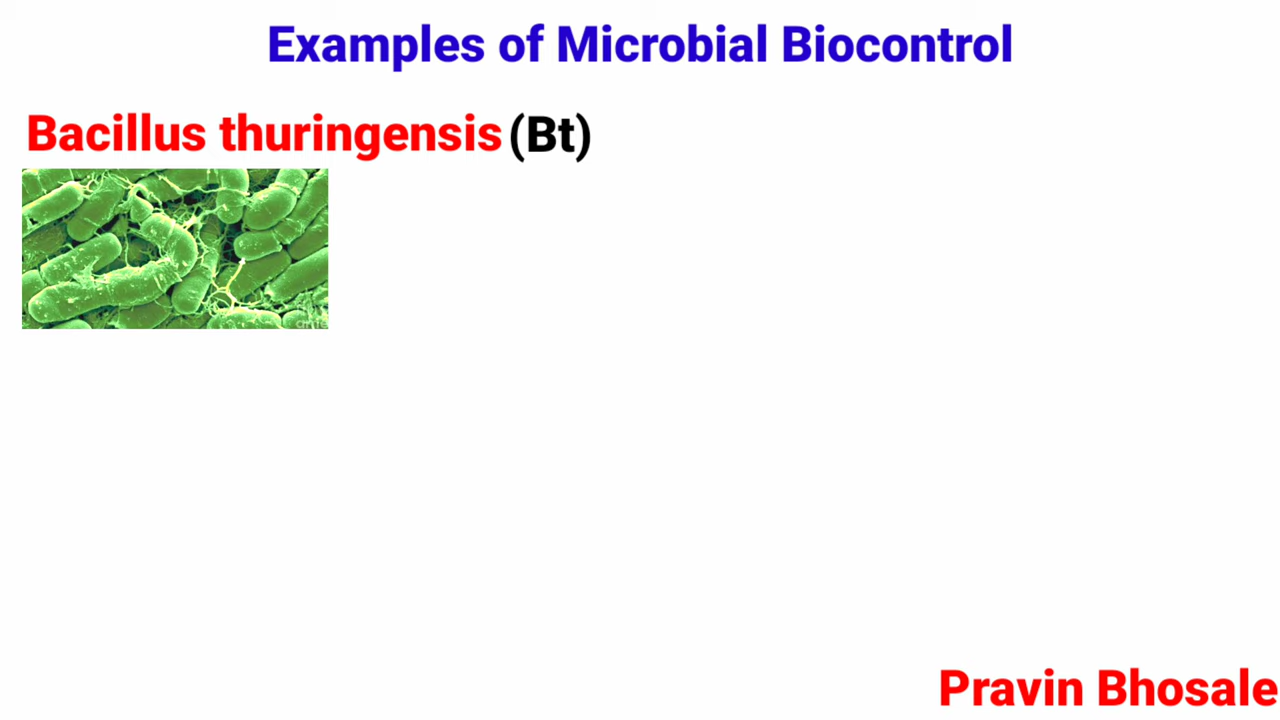 Examples of Microbial Biocontrol
Bacillus thuringensis (Bt)
Pravin Bhosale